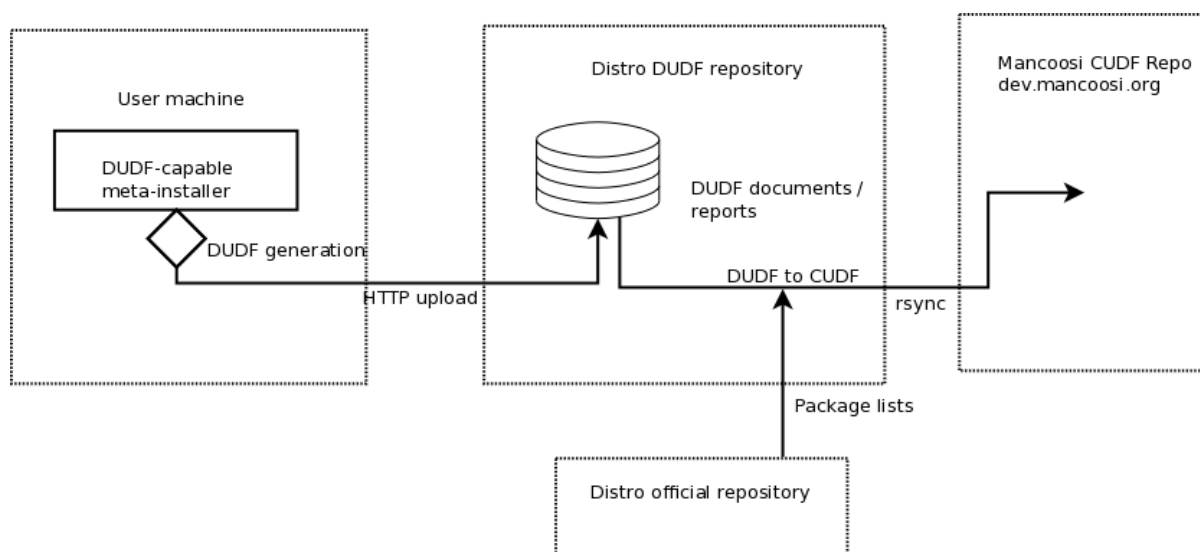 User machine
DUDF-capable
meta-installer
DUDF generation
HTTP upload
Distro DUDF repository
DUDF documents /
reports
DUDF to CUDF
rsync
Mancoosi CUDF Repo
dev.mancoosi.org
Package lists
Distro official repository